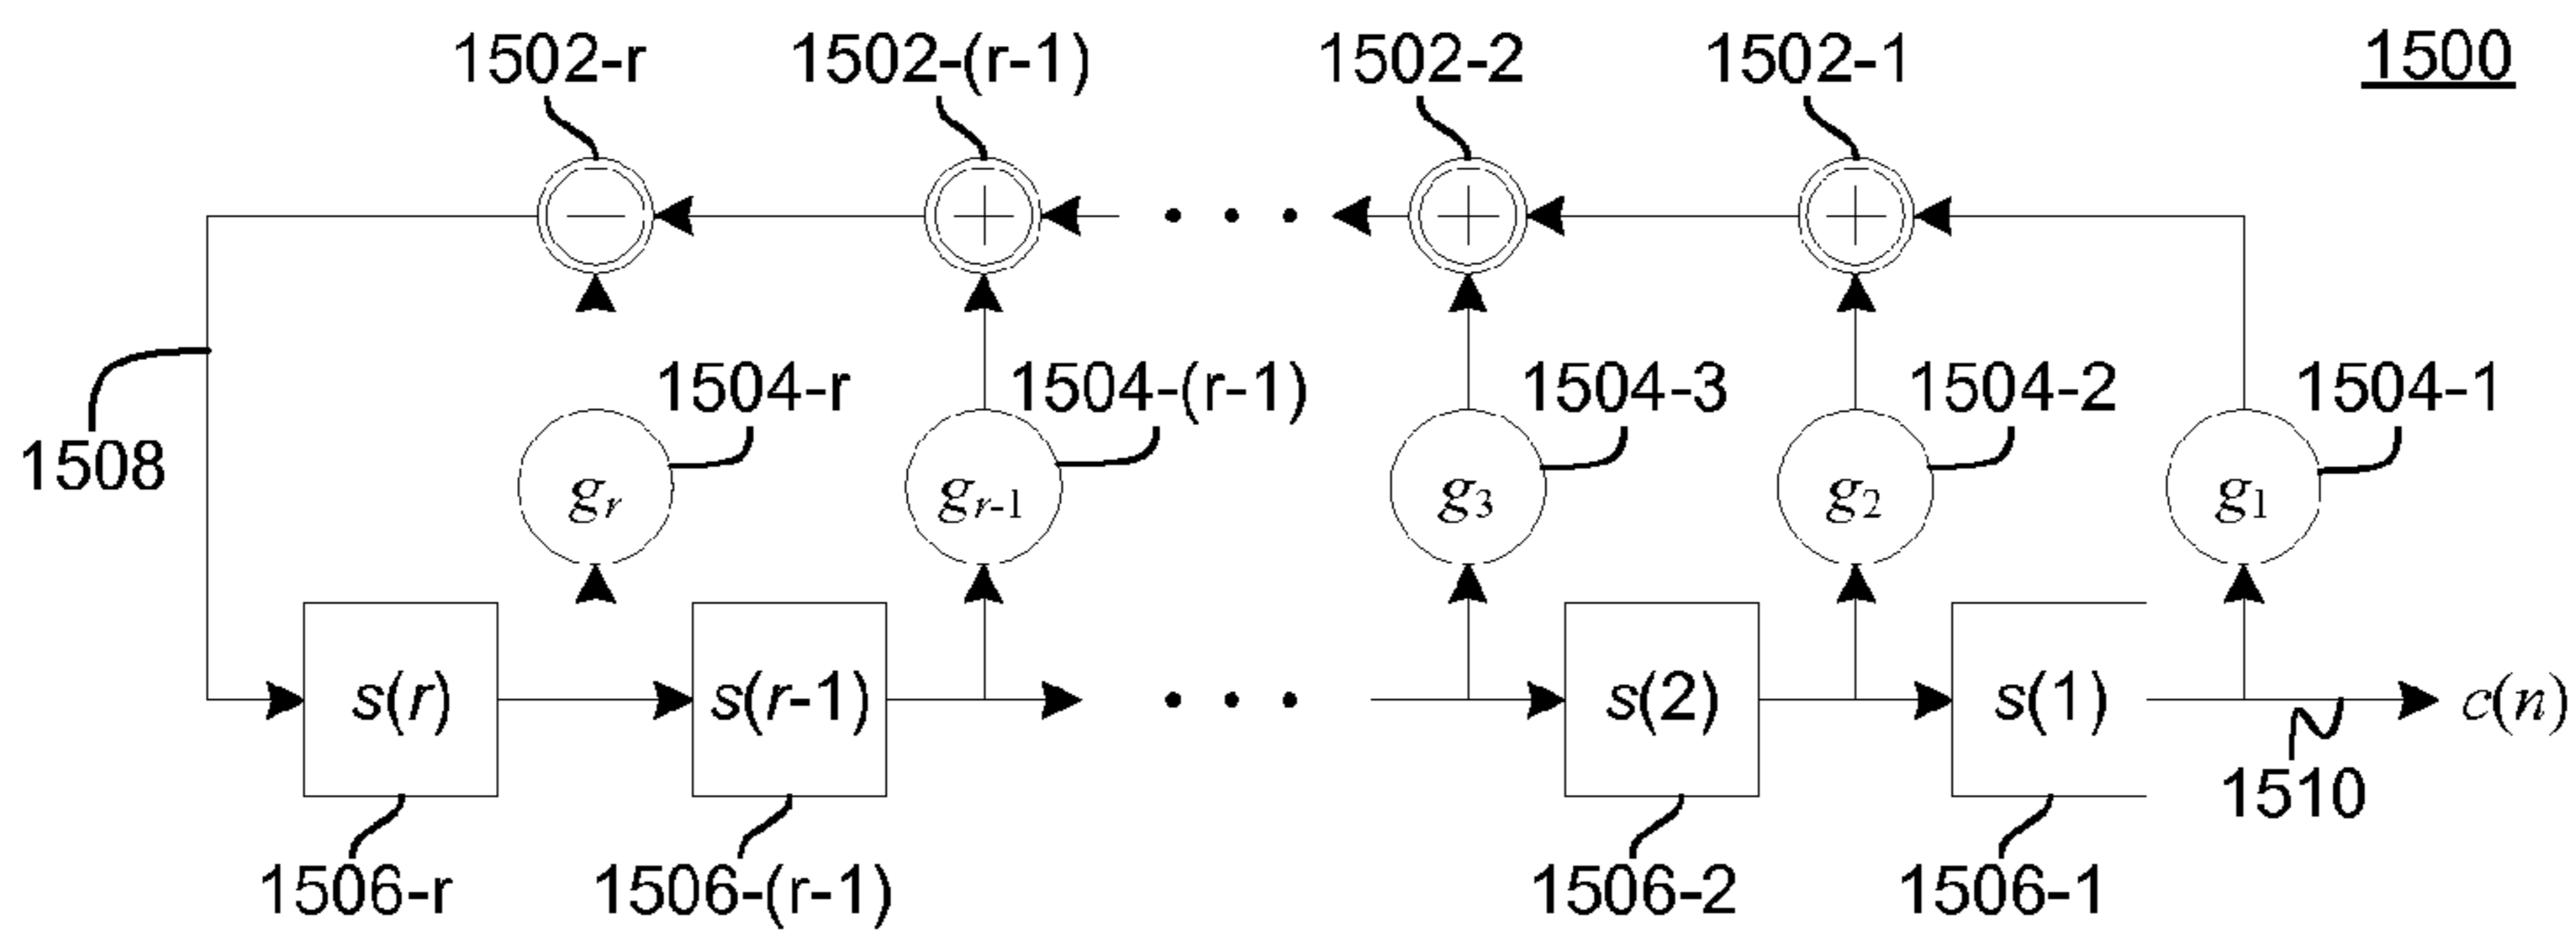 1502-r 1502-(r-1) 1502-2 1502-1 1500
1504-r 1504-(r-1) 1504-3 1504-2 1504-1
1508 gr gr-1 g3 g2 g1
s(r) s(r-1) • • • s(2) s(1) c(n)
1510
1506-r 1506-(r-1) 1506-2 1506-1